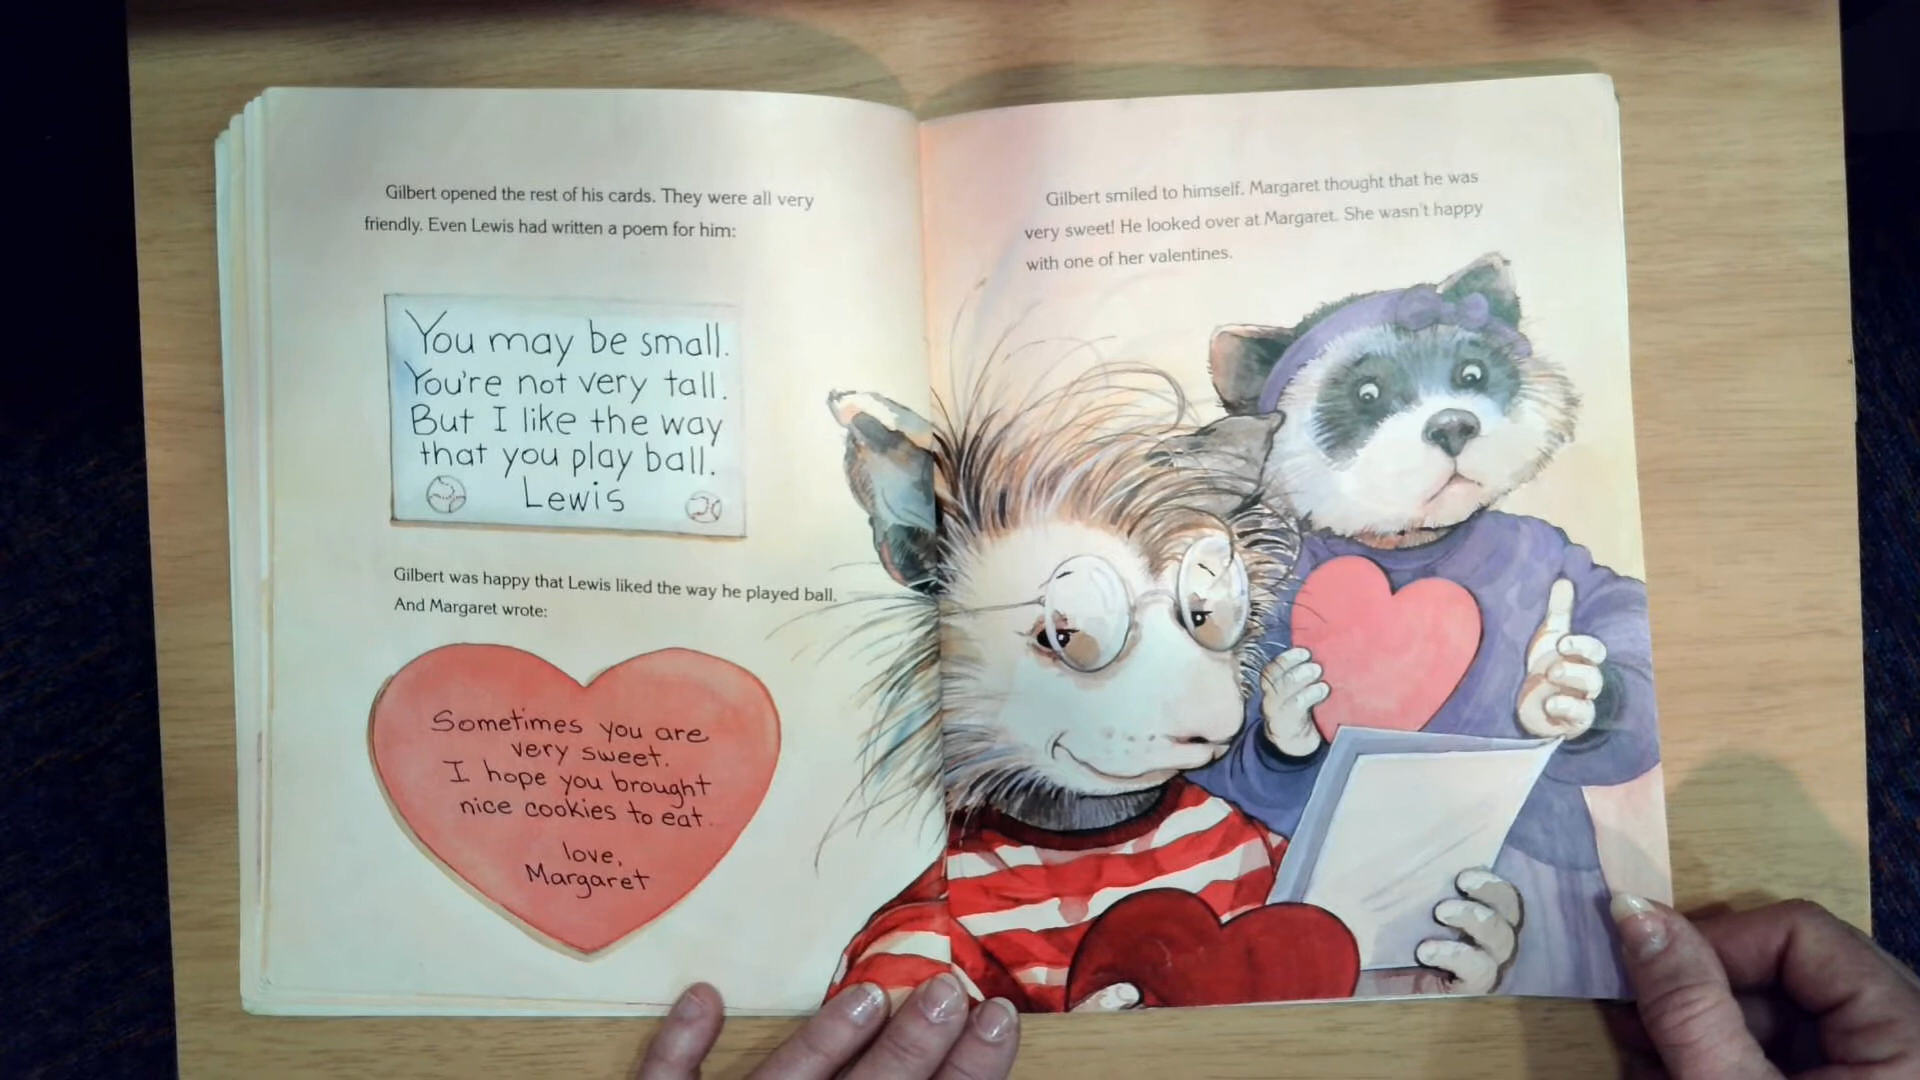 Gilbert opened the rest of his cards. They were all very
friendly. Even Lewis had written a poem for him:
You may be small.
You're not very tall.
But I like the way
that you play ball.
Lewis
Gilbert was happy that Lewis liked the way he played ball.
And Margaret wrote:
Sometimes you are
very sweet.
I hope you brought
nice cookies to eat.
love,
Margaret
Gilbert smiled to himself. Margaret thought that he was
very sweet! He looked over at Margaret. She wasn't happy
with one of her valentines.